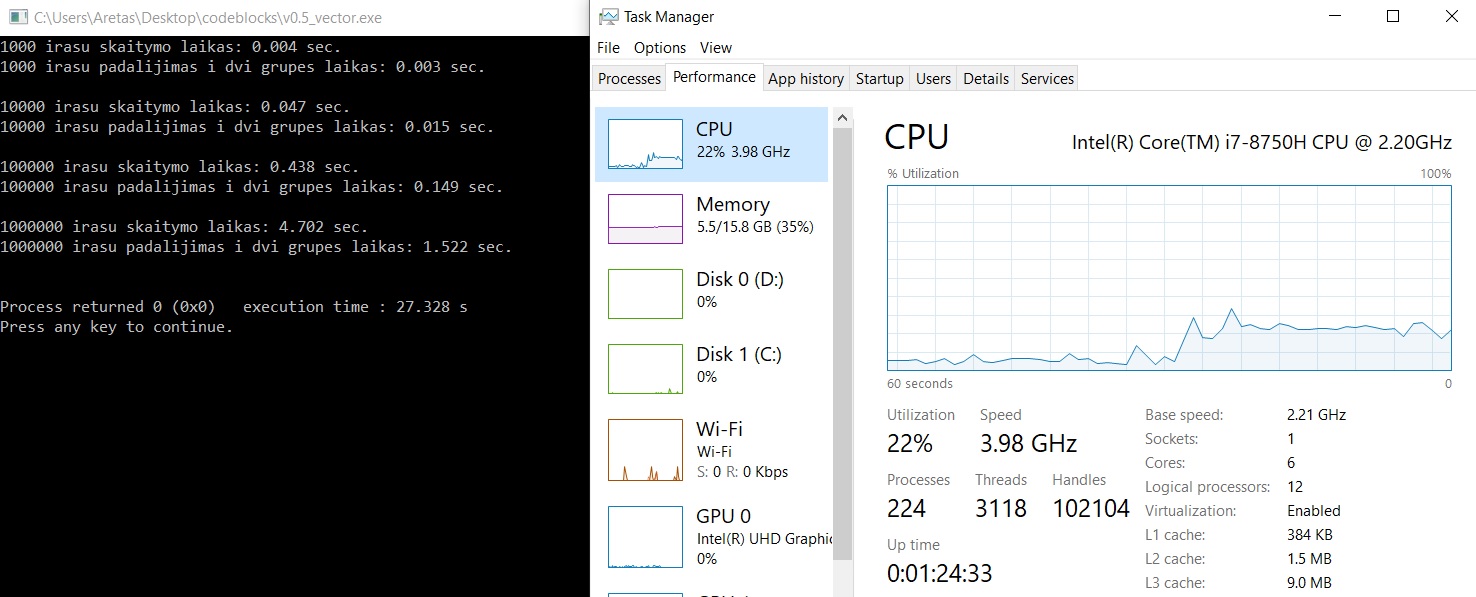 C:\Users\Aretas\Desktop\codeblocks\v0.5_vector.exe
1000 irasu skaitymo laikas: 0.004 sec.
1000 irasu padalijimas i dvi grupes laikas: 0.003 sec.
10000 irasu skaitymo laikas: 0.047 sec.
10000 irasu padalijimas i dvi grupes laikas: 0.015 sec.
100000 irasu skaitymo laikas: 0.438 sec.
100000 irasu padalijimas i dvi grupes laikas: 0.149 sec.
1000000 irasu skaitymo laikas: 4.702 sec.
1000000 irasu padalijimas i dvi grupes laikas: 1.522 sec.
Process returned 0 (0x0)   execution time : 27.328 s
Press any key to continue.
Task Manager
File Options View
Processes Performance App history Startup Users Details Services
CPU
22% 3.98 GHz
Memory
5.5/15.8 GB (35%)
Disk 0 (D:)
0%
Disk 1 (C:)
0%
Wi-Fi
Wi-Fi
S: 0 R: 0 Kbps
GPU 0
Intel(R) UHD Graphic
0%
CPU Intel(R) Core(TM) i7-8750H CPU @ 2.20GHz
% Utilization 100%
60 seconds 0
Utilization Speed
22% 3.98 GHz
Processes Threads Handles
224 3118 102104
Up time
0:01:24:33
Base speed: 2.21 GHz
Sockets: 1
Cores: 6
Logical processors: 12
Virtualization: Enabled
L1 cache: 384 KB
L2 cache: 1.5 MB
L3 cache: 9.0 MB